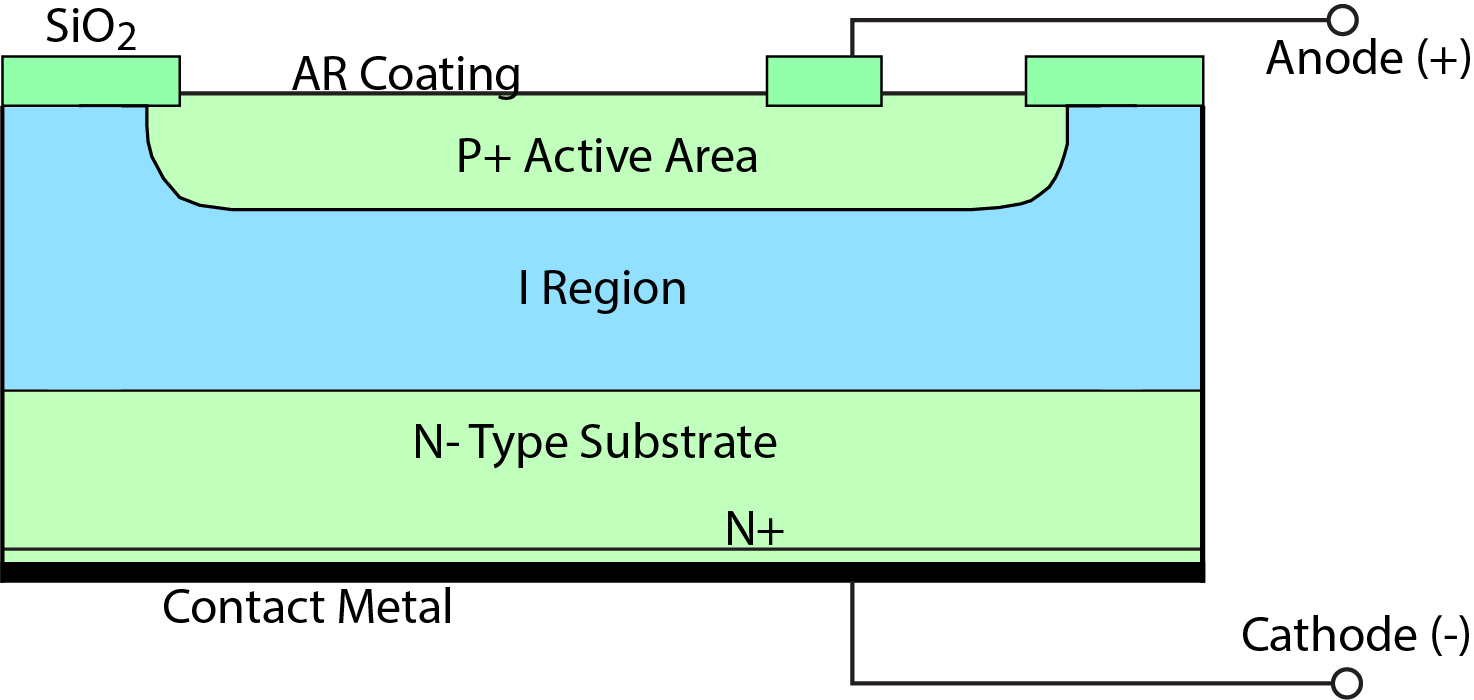 SiO₂
Anode (+)
AR Coating
P+ Active Area
I Region
N- Type Substrate
N+
Contact Metal
Cathode (-)